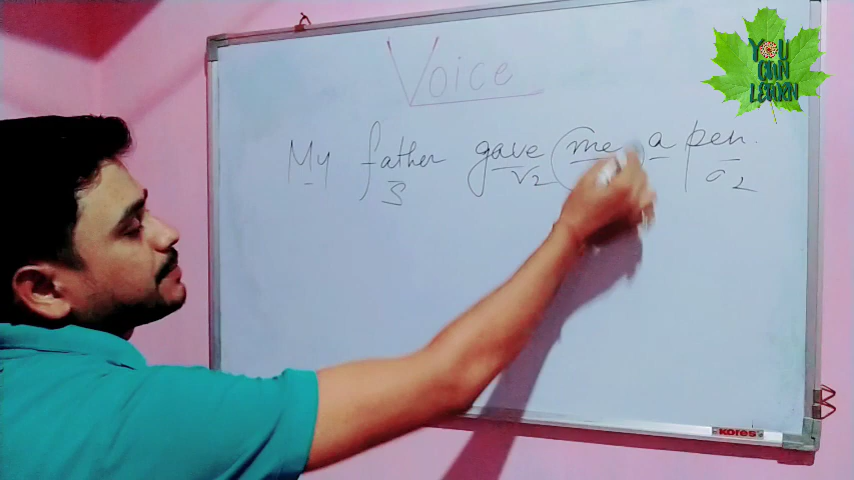 YOU
CAN
LEARN
Voice
My father gave me a pen.
S V2 O2
Kores